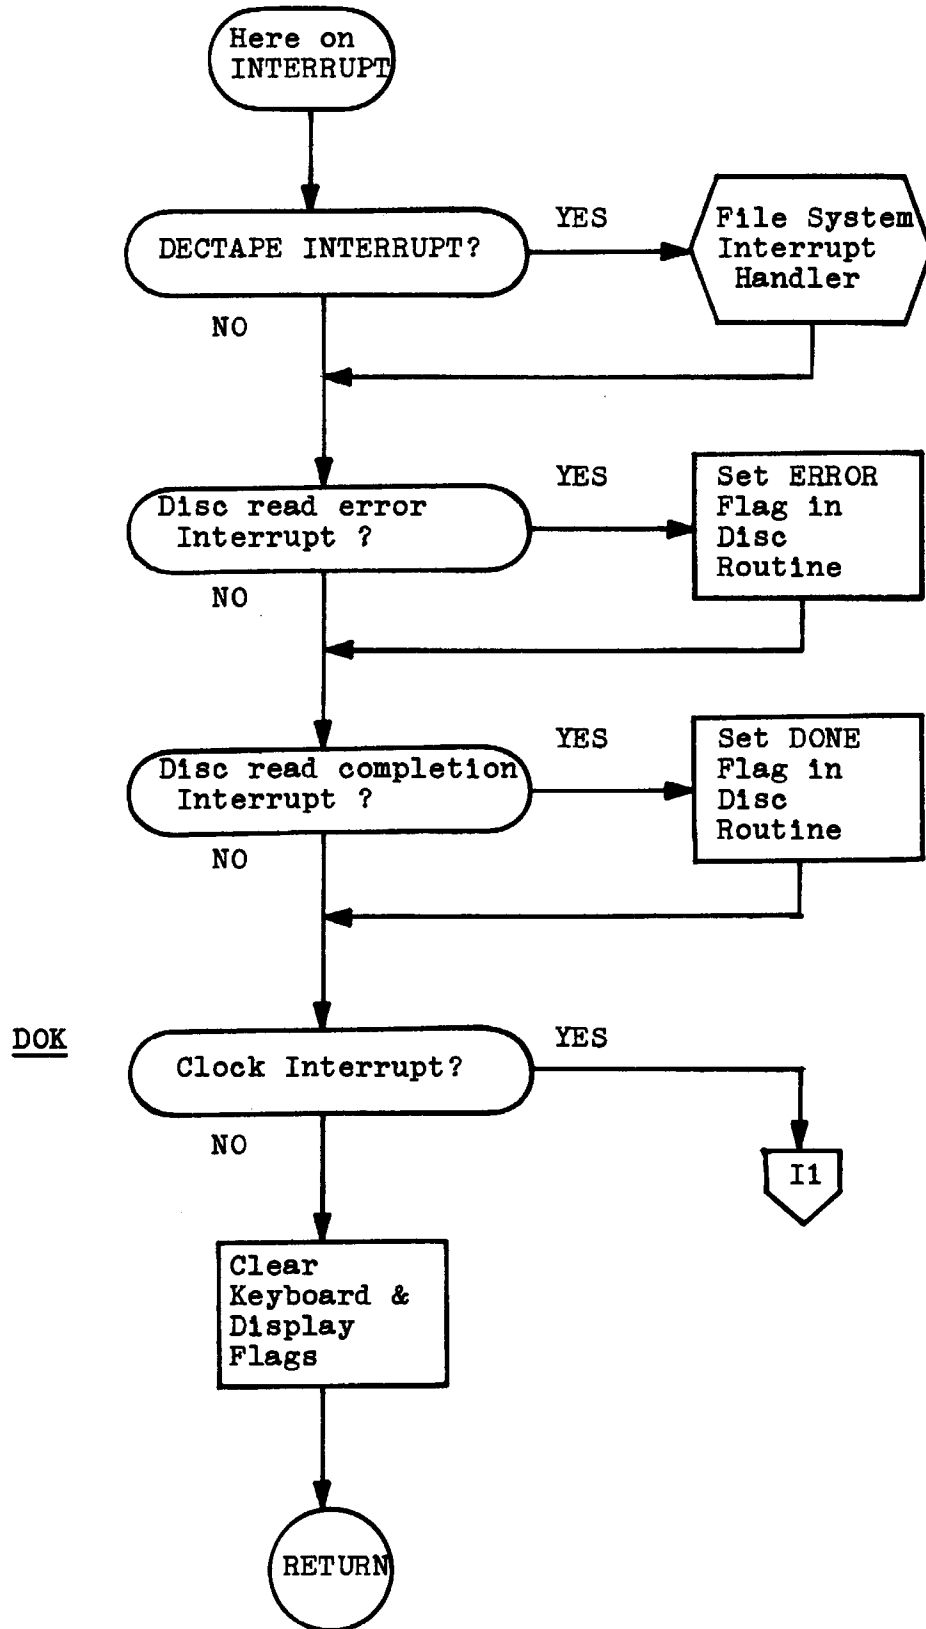 Here on
INTERRUPT
DECTAPE INTERRUPT?
YES
File System
Interrupt
Handler
NO
Disc read error
Interrupt ?
YES
Set ERROR
Flag in
Disc
Routine
NO
Disc read completion
Interrupt ?
YES
Set DONE
Flag in
Disc
Routine
NO
DOK
Clock Interrupt?
YES
I1
NO
Clear
Keyboard &
Display
Flags
RETURN